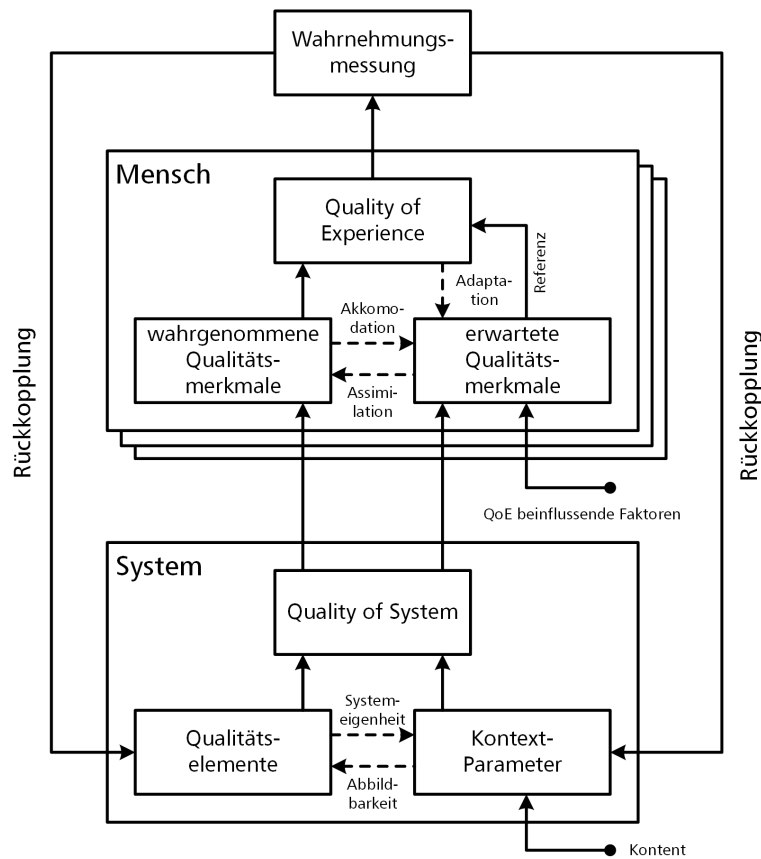 Wahrnehmungs-
messung
Mensch
Quality of
Experience
Adapta-
tion
Referenz
Akkomo-
dation
wahrgenommene
Qualitäts-
merkmale
erwartete
Qualitäts-
merkmale
Assimi-
lation
Rückkopplung
Rückkopplung
QoE beinflussende Faktoren
System
Quality of System
System-
eigenheit
Qualitäts-
elemente
Kontext-
Parameter
Abbild-
barkeit
Kontent